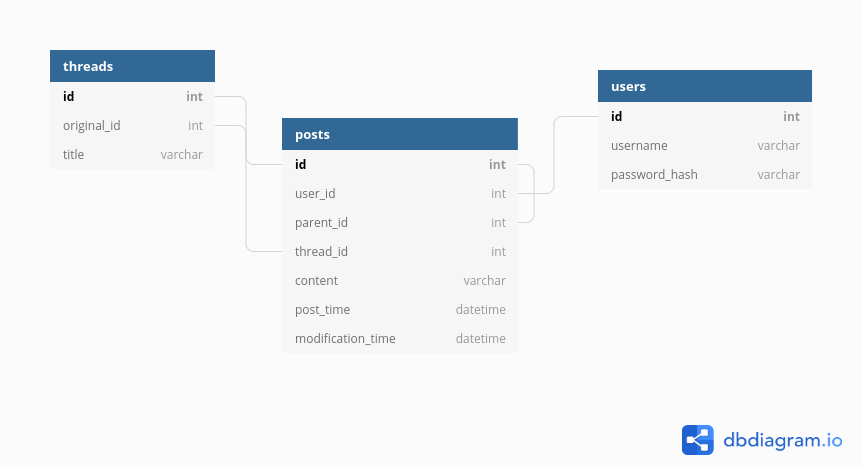 threads
id int
original_id int
title varchar
posts
id int
user_id int
parent_id int
thread_id int
content varchar
post_time datetime
modification_time datetime
users
id int
username varchar
password_hash varchar
dbdiagram.io